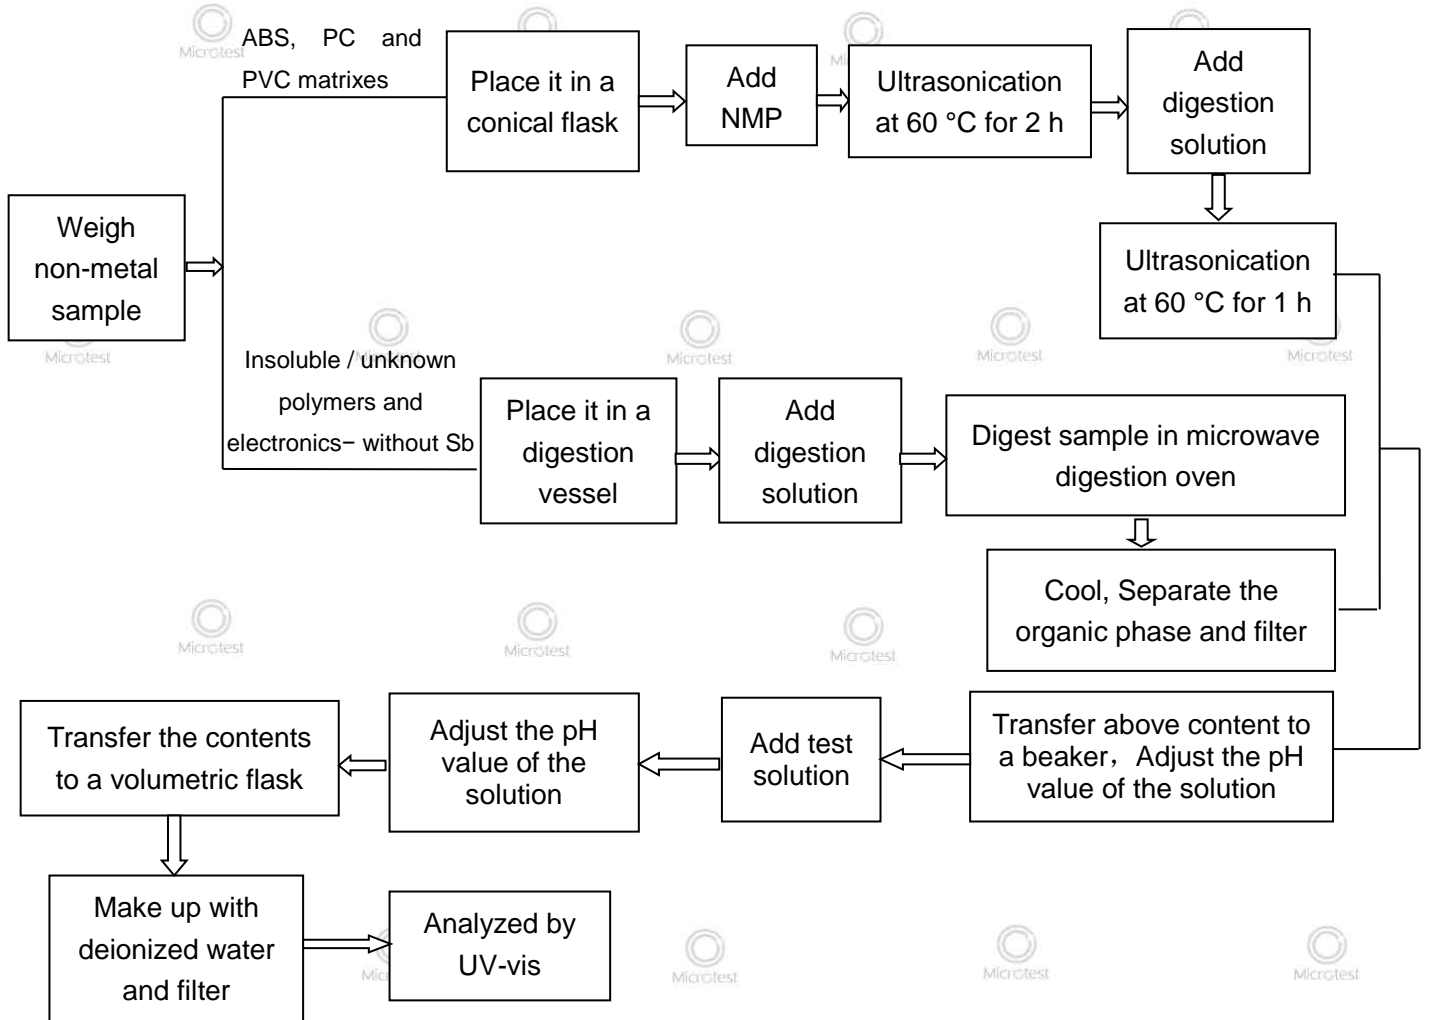 Microtest
ABS, PC and
PVC matrixes
Place it in a
conical flask
Add
NMP
Mi
Ultrasonication
at 60 °C for 2 h
Add
digestion
solution
Weigh
non-metal
sample
Ultrasonication
at 60 °C for 1 h
Microtest
Microtest
Microtest
Microtest
Microtest
Insoluble / unknown
polymers and
electronics− without Sb
Place it in a
digestion
vessel
Add
digestion
solution
Digest sample in microwave
digestion oven
Cool, Separate the
organic phase and filter
Microtest
Microtest
Microtest
Transfer above content to
a beaker，Adjust the pH
value of the solution
Add test
solution
Adjust the pH
value of the
solution
Transfer the contents
to a volumetric flask
Make up with
deionized water
and filter
Mic
Analyzed by
UV-vis
Microtest
Microtest
Microtest